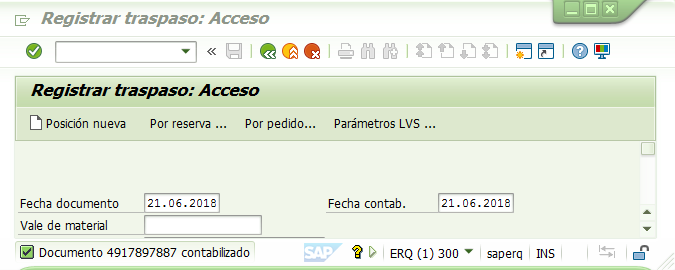 Registrar traspaso: Acceso
Registrar traspaso: Acceso
Posición nueva Por reserva ... Por pedido... Parámetros LVS ...
Fecha documento 21.06.2018 Fecha contab. 21.06.2018
Vale de material
Documento 4917897887 contabilizado SAP ERQ (1) 300 saperq INS